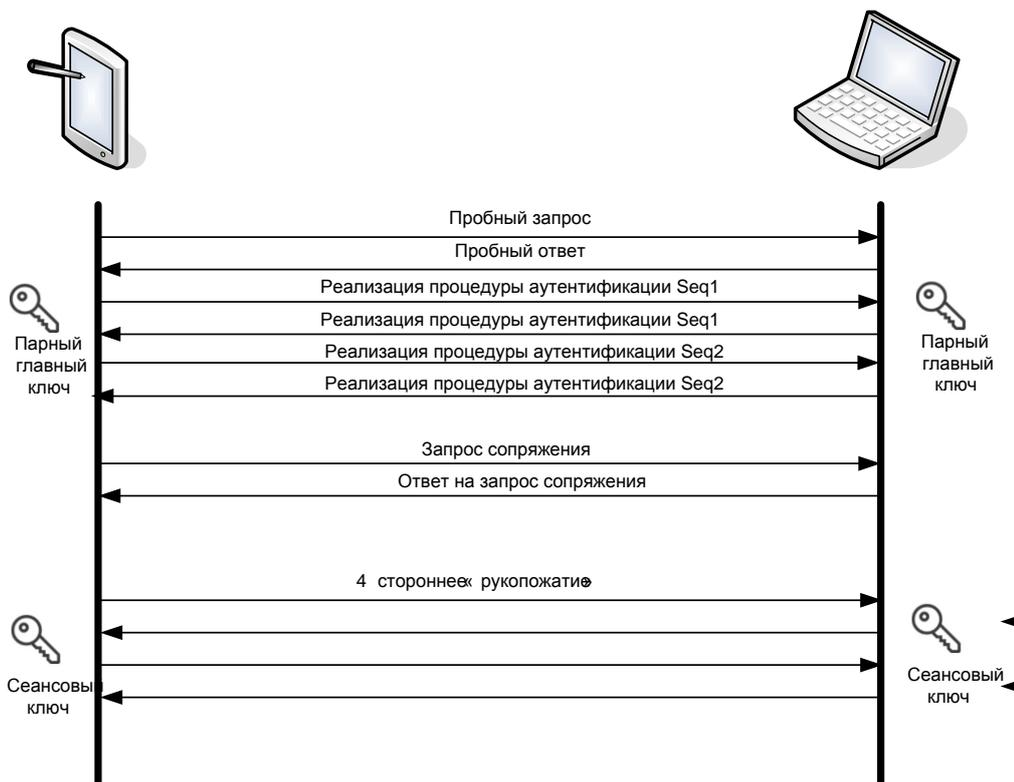 Пробный запрос
Пробный ответ
Реализация процедуры аутентификации Seq1
Реализация процедуры аутентификации Seq1
Реализация процедуры аутентификации Seq2
Реализация процедуры аутентификации Seq2
Парный
главный
ключ
Парный
главный
ключ
Запрос сопряжения
Ответ на запрос сопряжения
4 стороннее« рукопожатие»
Сеансовый
ключ
Сеансовый
ключ